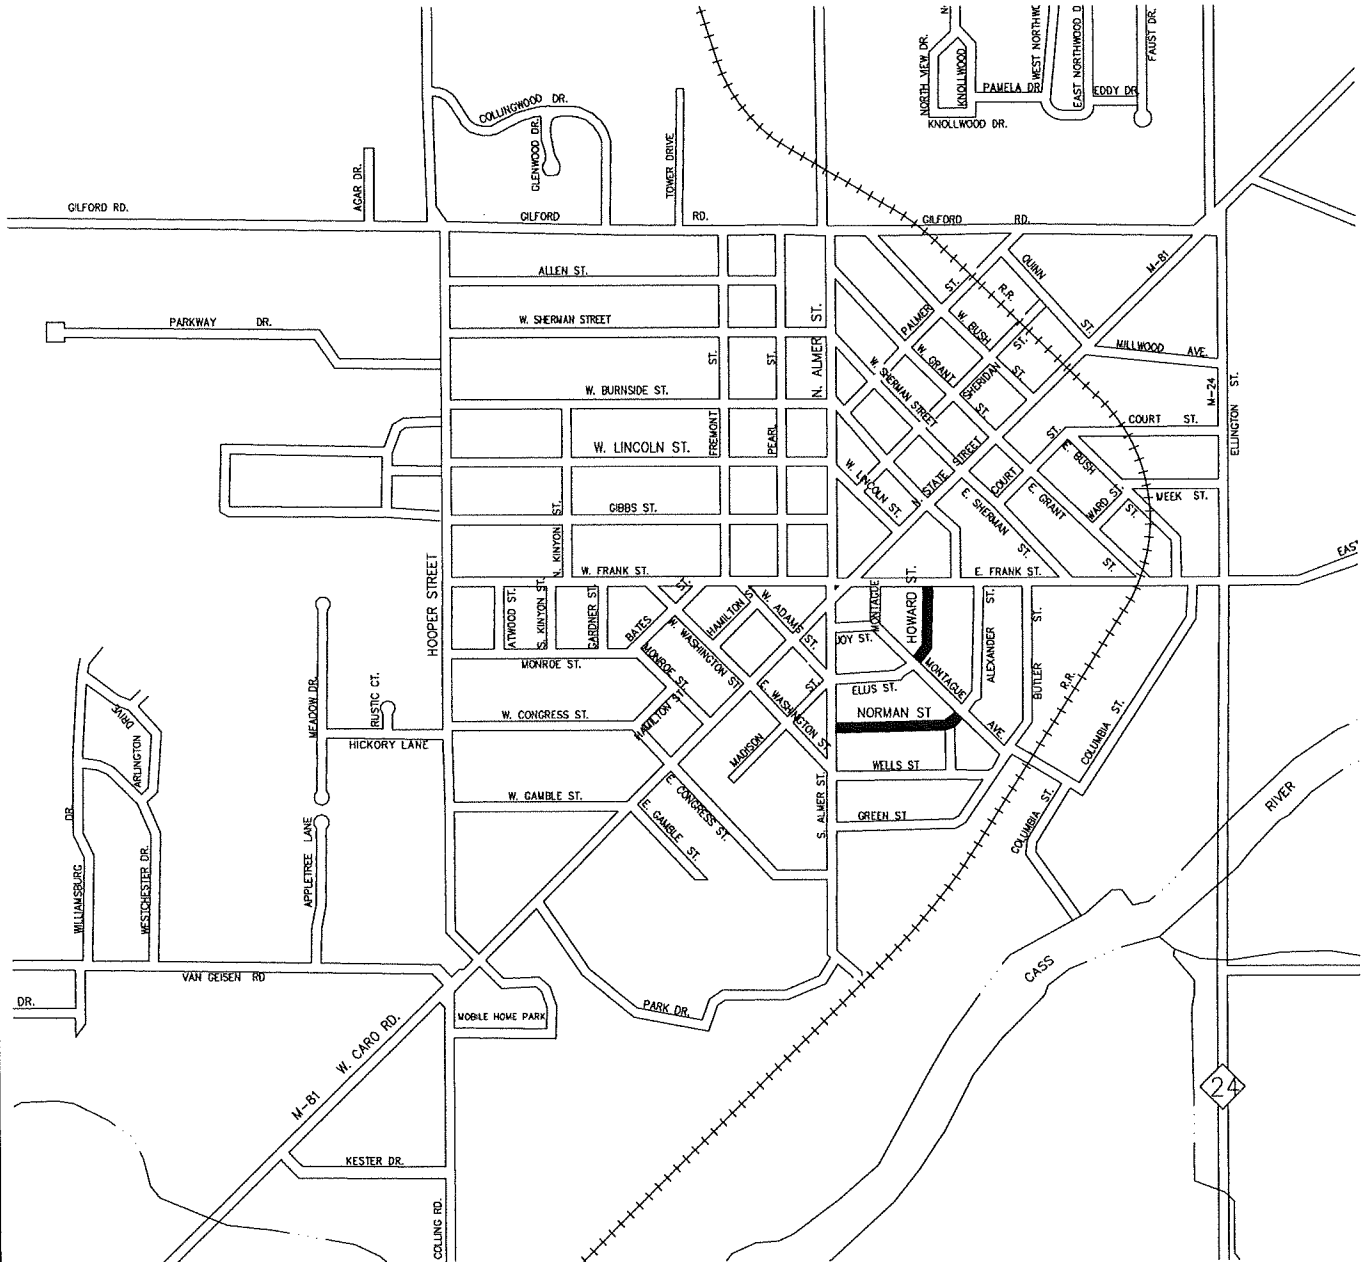 N.
NORTH VIEW DR.
KNOLLWOOD
WEST NORTHWO
EAST NORTHWOOD D
FAUST DR.
PAMELA DR.
EDDY DR.
KNOLLWOOD DR.
COLLINGWOOD DR.
GLENWOOD DR.
TOWER DRIVE
AGAR DR.
GILFORD RD.
GILFORD RD.
GILFORD RD.
ALLEN ST.
W. SHERMAN STREET
PARKWAY DR.
W. BURNSIDE ST.
W. LINCOLN ST.
GIBBS ST.
W. FRANK ST.
FREMONT ST.
PEARL ST.
N. ALMER ST.
N. KINYON ST.
QUINN ST.
R.R.
M-81
PALMER ST.
W. BUSH ST.
W. GRANT ST.
SHERIDAN ST.
W. SHERMAN STREET
MILLWOOD AVE.
M-24
ELLINGTON ST.
COURT ST.
COURT ST.
E. BUSH ST.
WARD ST.
WEEK ST.
W. LINCOLN ST.
N. STATE STREET
E. SHERMAN ST.
E. GRANT ST.
E. FRANK ST.
EAST
HOOPER STREET
ATWOOD ST.
S. KINYON ST.
GARDNER ST.
BATES ST.
HAMILTON S
W. ADAMS ST.
W. WASHINGTON ST
MONROE ST.
MONROE ST.
HAMILTON ST.
W. CONGRESS ST.
E. WASHINGTON ST.
MADISON ST.
MONTAGUE
JOY ST.
HOWARD ST.
MONTAGUE AVE.
ALEXANDER ST.
BUTLER ST.
R.R.
COLUMBIA ST.
COLUMBIA ST.
ELLIS ST.
NORMAN ST
WELLS ST
GREEN ST
S. ALMER ST.
MEADOW DR.
RUSTIC CT.
HICKORY LANE
W. GAMBLE ST.
E. GAMBLE ST.
E. CONGRESS ST.
DRIVE
ARLINGTON
WILLIAMSBURG DR.
WESTCHESTER DR.
APPLETREE LANE
VAN GEISEN RD
DR.
MOBILE HOME PARK
PARK DR.
CASS RIVER
M-81 W. CARO RD.
24
KESTER DR.
COLLING RD.